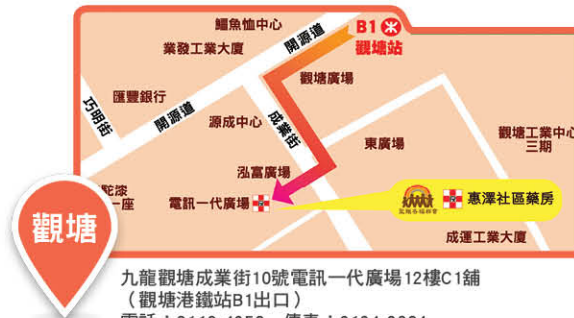 鱷魚恤中心
B1
觀塘站
業發工業大廈
開源道
觀塘廣場
匯豐銀行
巧明街
開源道
源成中心
成業街
東廣場
觀塘工業中心
三期
泓富廣場
駝漆
一座
電訊一代廣場
惠澤社區藥房
成運工業大廈
觀塘
九龍觀塘成業街10號電訊一代廣場12樓C1舖
（觀塘港鐵站B1出口）